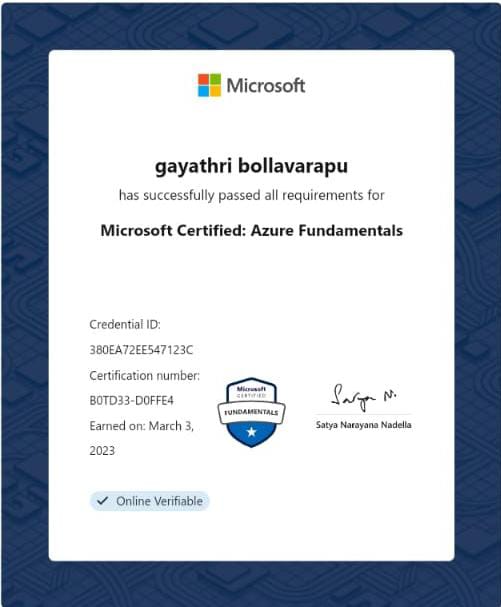 Microsoft
gayathri bollavarapu
has successfully passed all requirements for
Microsoft Certified: Azure Fundamentals
Credential ID:
380EA72EE547123C
Certification number:
B0TD33-D0FFE4
Earned on: March 3,
2023
Microsoft
CERTIFIED
FUNDAMENTALS
Satya N.
Satya Narayana Nadella
Online Verifiable